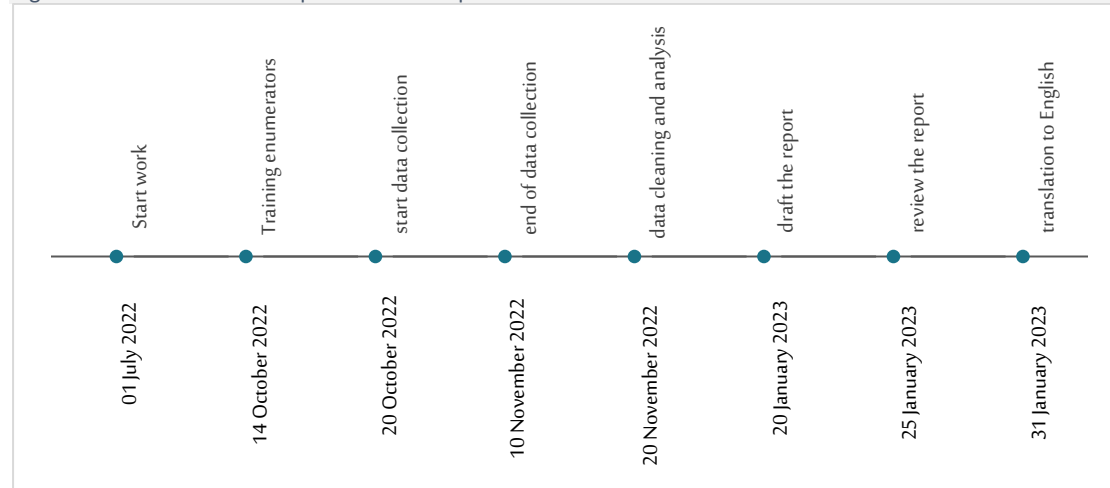 Start work
Training enumerators
start data collection
end of data collection
data cleaning and analysis
draft the report
review the report
translation to English
01 July 2022
14 October 2022
20 October 2022
10 November 2022
20 November 2022
20 January 2023
25 January 2023
31 January 2023